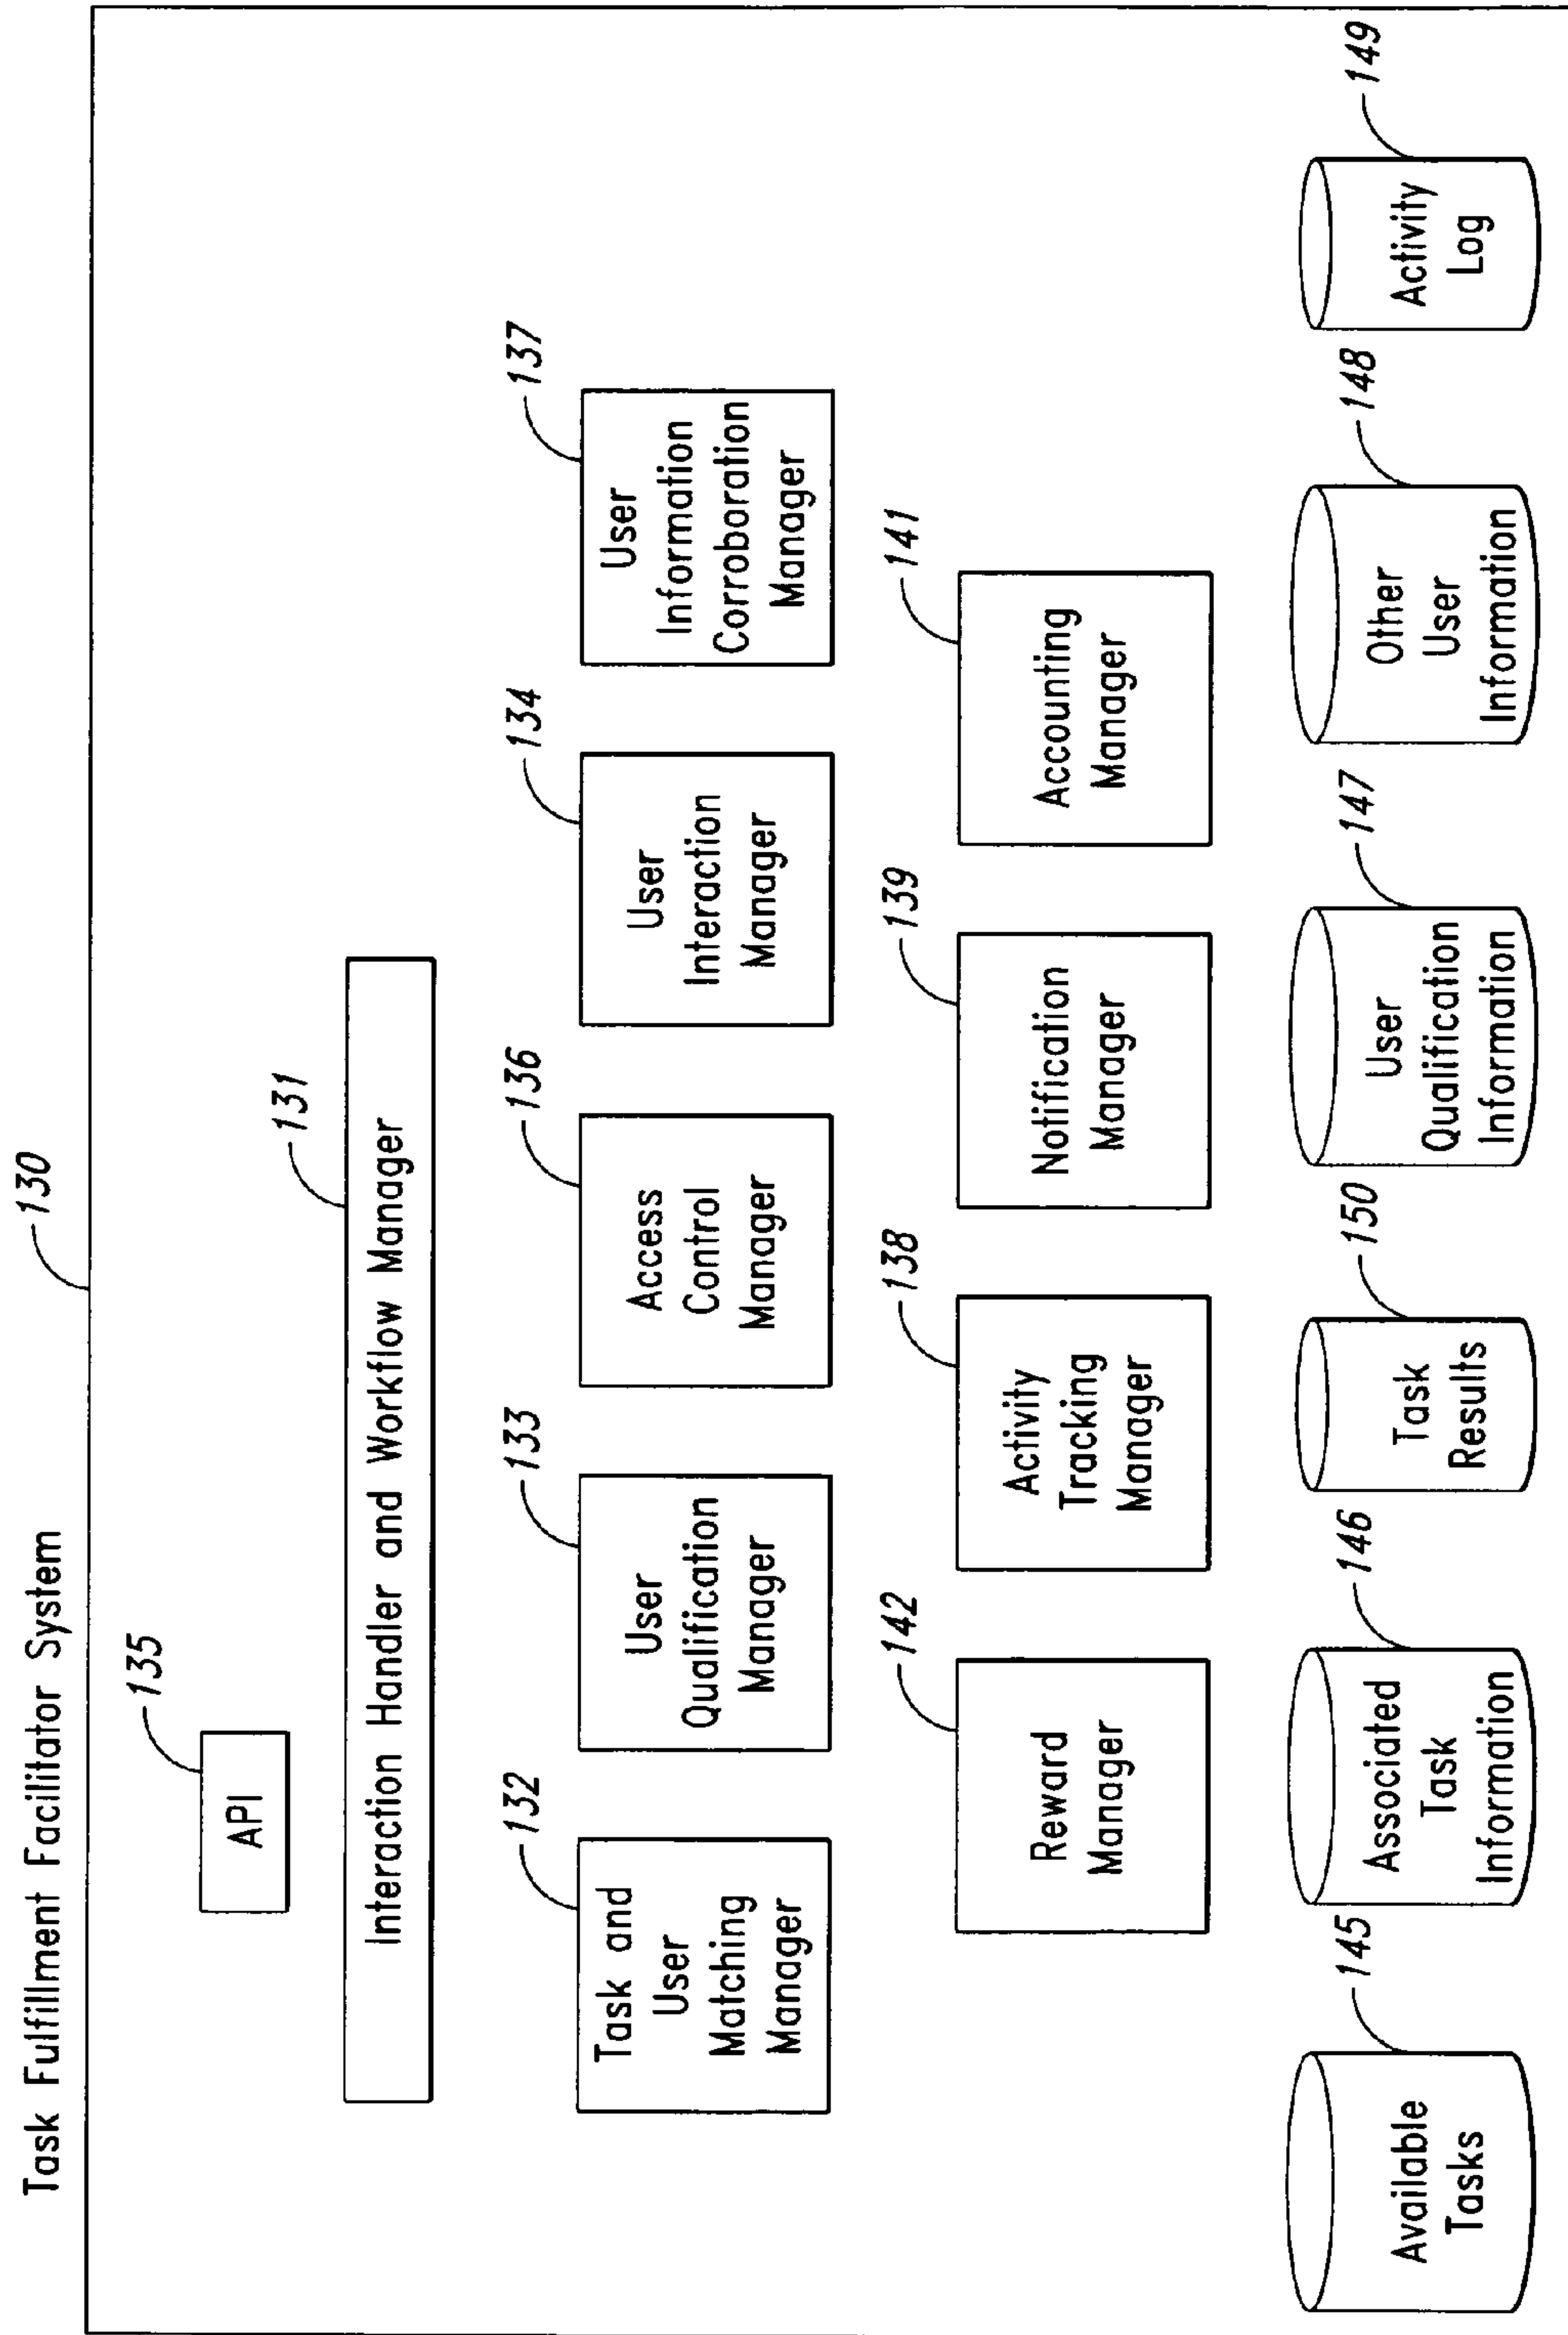 Task Fulfillment Facilitator System
130
135
API
131
Interaction Handler and Workflow Manager
132
Task and
User
Matching
Manager
133
User
Qualification
Manager
136
Access
Control
Manager
134
User
Interaction
Manager
137
User
Information
Corroboration
Manager
142
Reward
Manager
138
Activity
Tracking
Manager
139
Notification
Manager
141
Accounting
Manager
145
Available
Tasks
146
Associated
Task
Information
150
Task
Results
147
User
Qualification
Information
148
Other
User
Information
149
Activity
Log